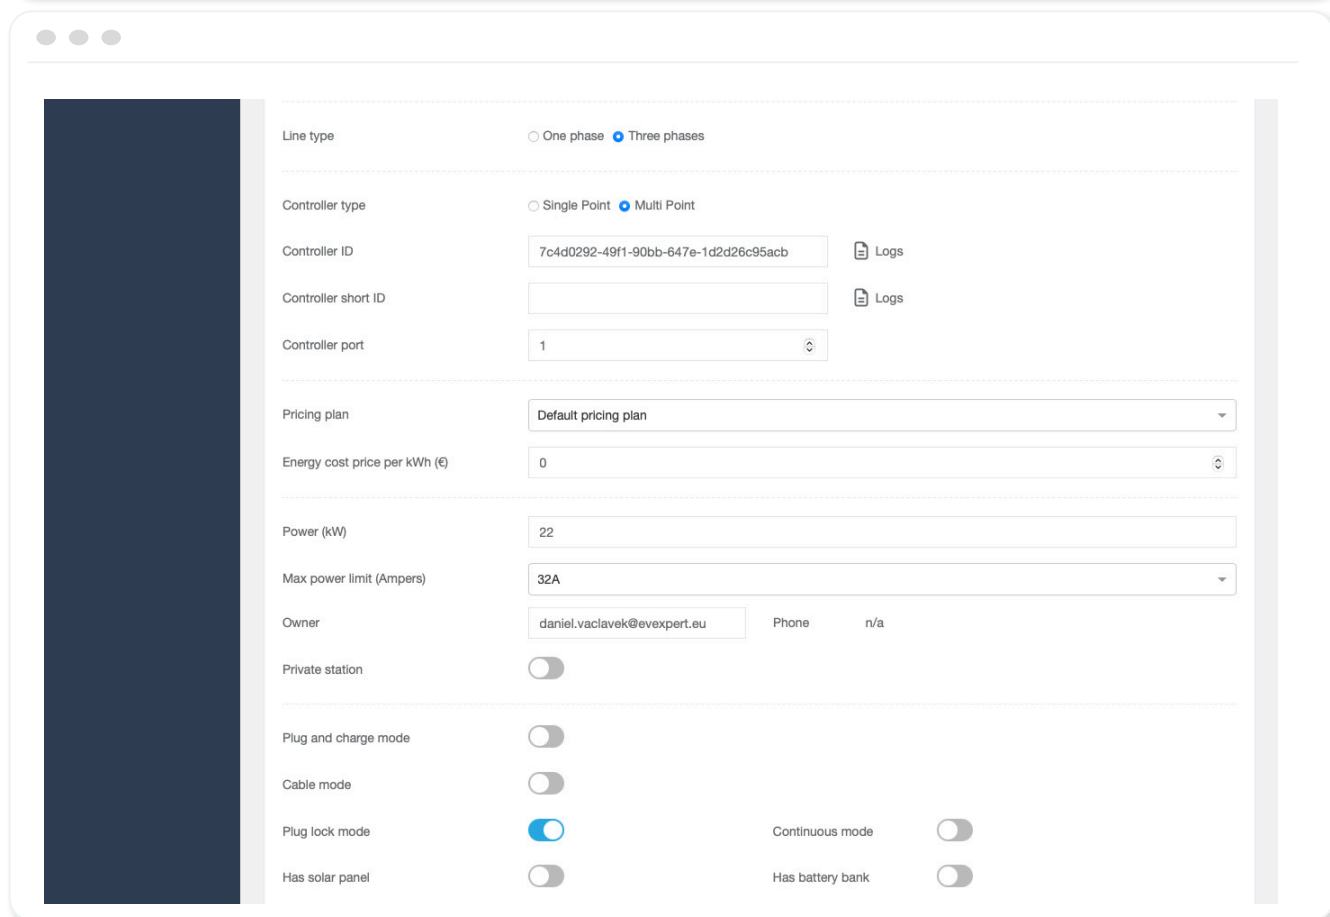 Line type One phase Three phases
Controller type Single Point Multi Point
Controller ID 7c4d0292-49f1-90bb-647e-1d2d26c95acb Logs
Controller short ID Logs
Controller port 1
Pricing plan Default pricing plan
Energy cost price per kWh (€) 0
Power (kW) 22
Max power limit (Ampers) 32A
Owner daniel.vaclavek@evexpert.eu Phone n/a
Private station
Plug and charge mode
Cable mode
Plug lock mode Continuous mode
Has solar panel Has battery bank